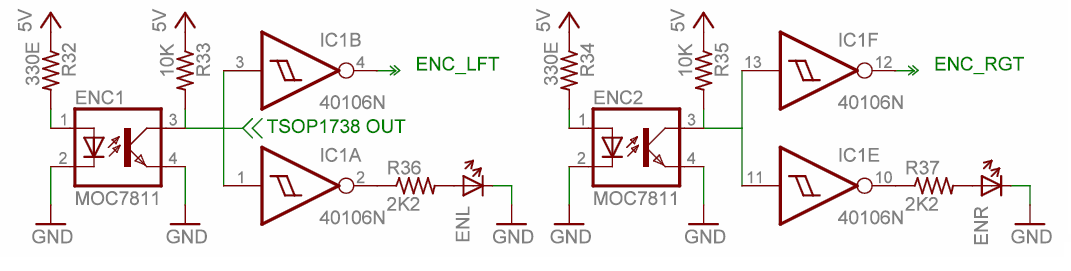 5V
5V
330E
R32
10K
R33
ENC1
1
2
3
4
MOC7811
GND
GND
TSOP1738 OUT
IC1B
3
4
40106N
ENC_LFT
IC1A
1
2
40106N
R36
2K2
ENL
GND
5V
5V
330E
R34
10K
R35
ENC2
1
2
3
4
MOC7811
GND
GND
IC1F
13
12
40106N
ENC_RGT
IC1E
11
10
40106N
R37
2K2
ENR
GND